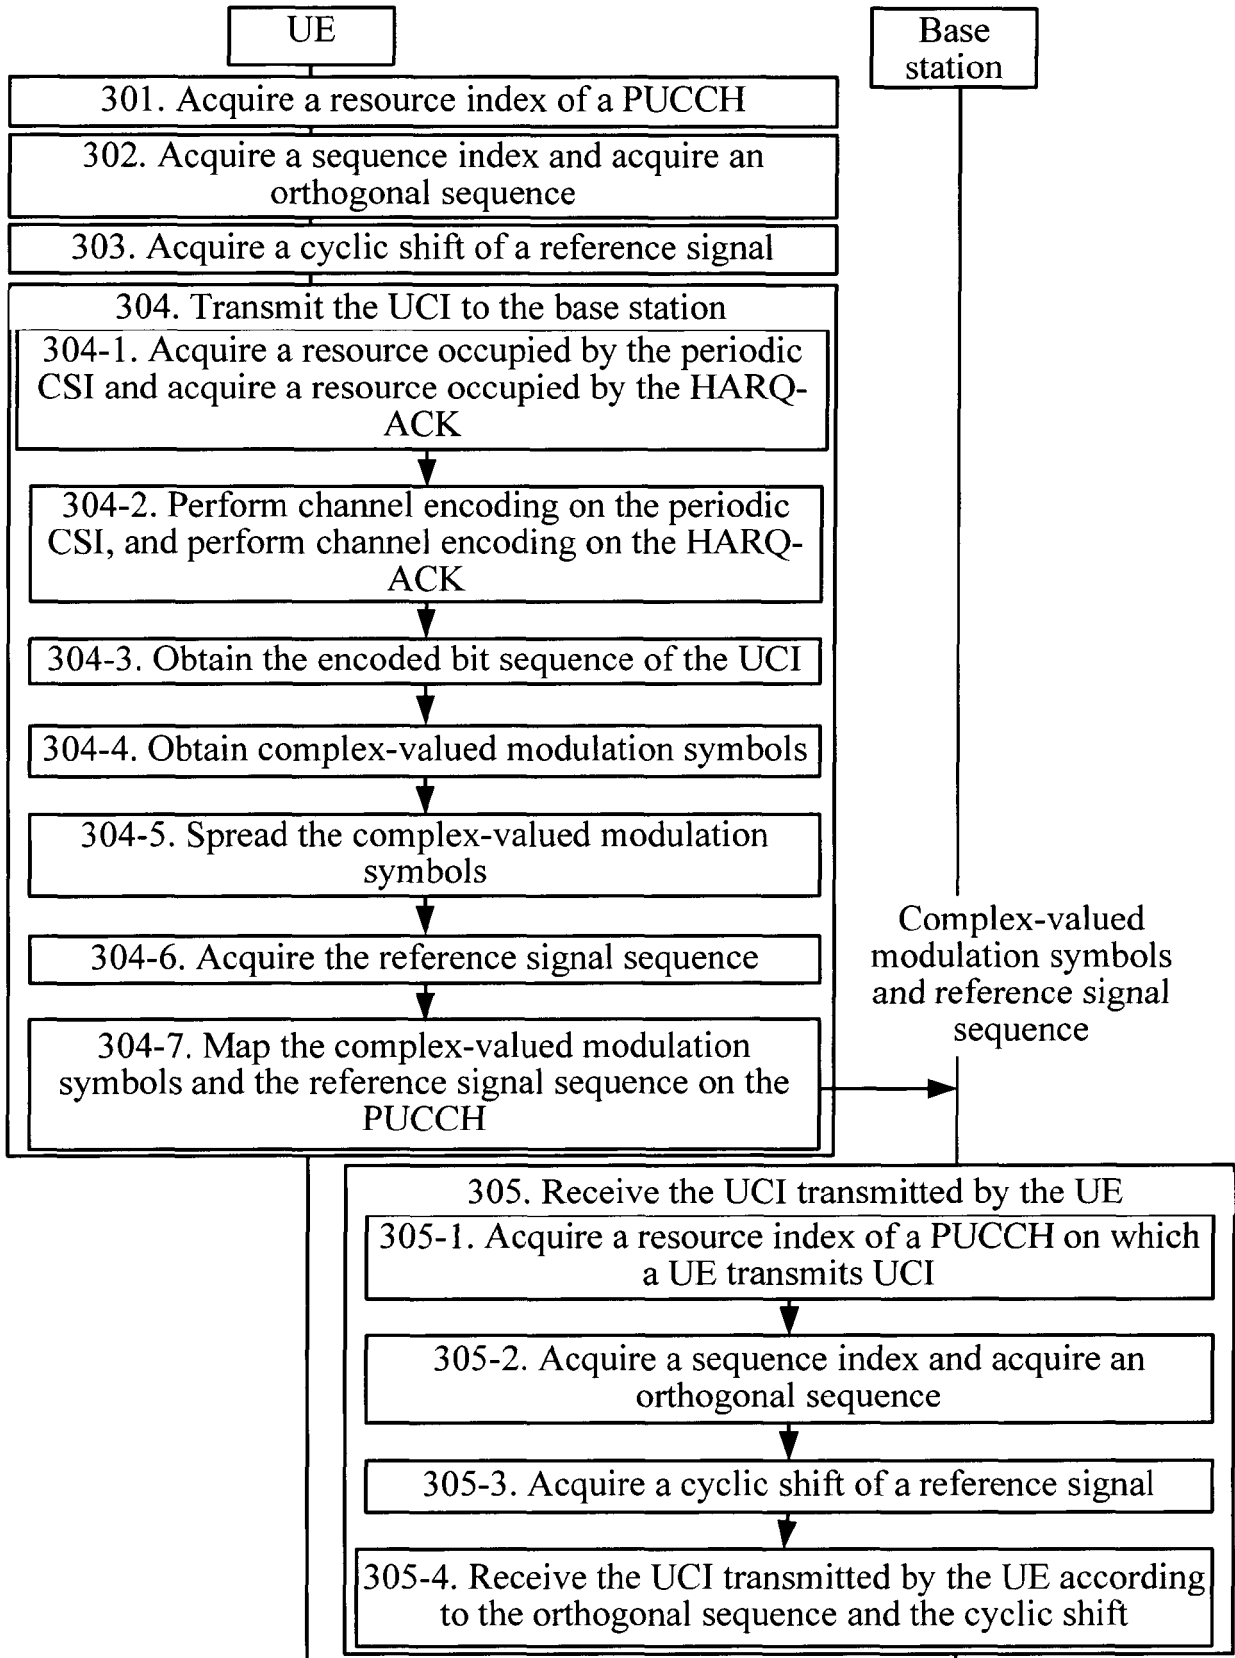 UE
Base
station
301. Acquire a resource index of a PUCCH
302. Acquire a sequence index and acquire an
orthogonal sequence
303. Acquire a cyclic shift of a reference signal
304. Transmit the UCI to the base station
304-1. Acquire a resource occupied by the periodic
CSI and acquire a resource occupied by the HARQ-
ACK
304-2. Perform channel encoding on the periodic
CSI, and perform channel encoding on the HARQ-
ACK
304-3. Obtain the encoded bit sequence of the UCI
304-4. Obtain complex-valued modulation symbols
304-5. Spread the complex-valued modulation
symbols
304-6. Acquire the reference signal sequence
304-7. Map the complex-valued modulation
symbols and the reference signal sequence on the
PUCCH
Complex-valued
modulation symbols
and reference signal
sequence
305. Receive the UCI transmitted by the UE
305-1. Acquire a resource index of a PUCCH on which
a UE transmits UCI
305-2. Acquire a sequence index and acquire an
orthogonal sequence
305-3. Acquire a cyclic shift of a reference signal
305-4. Receive the UCI transmitted by the UE according
to the orthogonal sequence and the cyclic shift